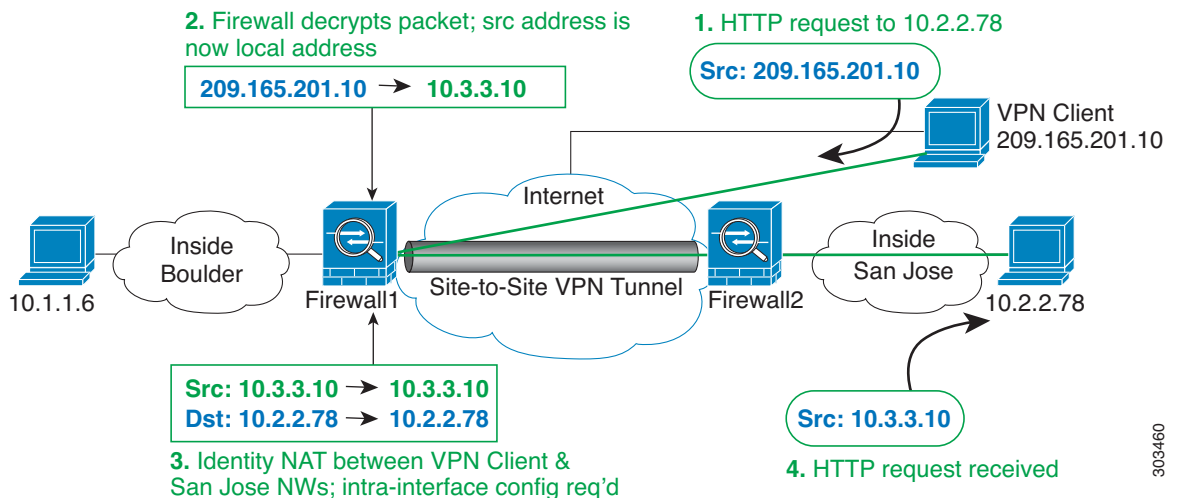 2. Firewall decrypts packet; src address is
now local address
209.165.201.10 → 10.3.3.10
1. HTTP request to 10.2.2.78
Src: 209.165.201.10
VPN Client
209.165.201.10
Internet
Inside
Boulder
10.1.1.6
Firewall1
Site-to-Site VPN Tunnel
Firewall2
Inside
San Jose
10.2.2.78
Src: 10.3.3.10 → 10.3.3.10
Dst: 10.2.2.78 → 10.2.2.78
3. Identity NAT between VPN Client &
San Jose NWs; intra-interface config req'd
Src: 10.3.3.10
4. HTTP request received
303460